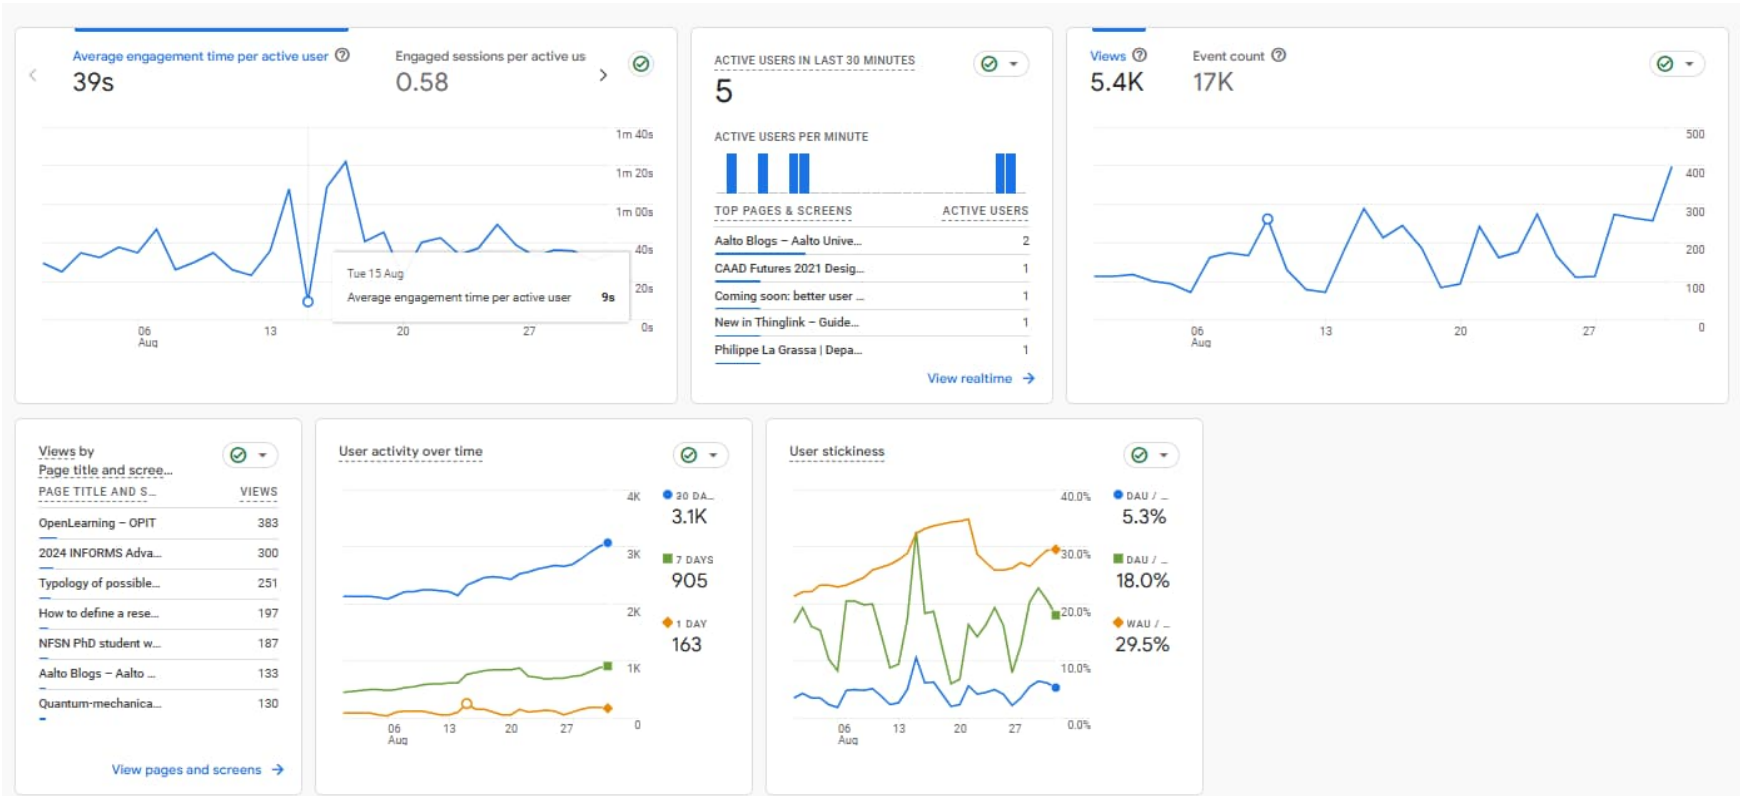 Average engagement time per active user
39s
Engaged sessions per active us
0.58
1m 40s
1m 20s
1m 00s
40s
20s
0s
Tue 15 Aug
Average engagement time per active user 9s
06
Aug
13
20
27
ACTIVE USERS IN LAST 30 MINUTES
5
ACTIVE USERS PER MINUTE
TOP PAGES & SCREENS ACTIVE USERS
Aalto Blogs – Aalto Unive... 2
CAAD Futures 2021 Desig... 1
Coming soon: better user ... 1
New in Thinglink – Guide... 1
Philippe La Grassa | Depa... 1
View realtime
Views
5.4K
Event count
17K
500
400
300
200
100
0
06
Aug
13
20
27
Views by
Page title and scree...
PAGE TITLE AND S... VIEWS
OpenLearning – OPIT 383
2024 INFORMS Adva... 300
Typology of possible... 251
How to define a rese... 197
NFSN PhD student w... 187
Aalto Blogs – Aalto ... 133
Quantum-mechanica... 130
View pages and screens
User activity over time
4K
3K
2K
1K
0
06
Aug
13
20
27
30 DA...
3.1K
7 DAYS
905
1 DAY
163
User stickiness
40.0%
30.0%
20.0%
10.0%
0.0%
06
Aug
13
20
27
DAU / ...
5.3%
DAU / ...
18.0%
WAU / ...
29.5%